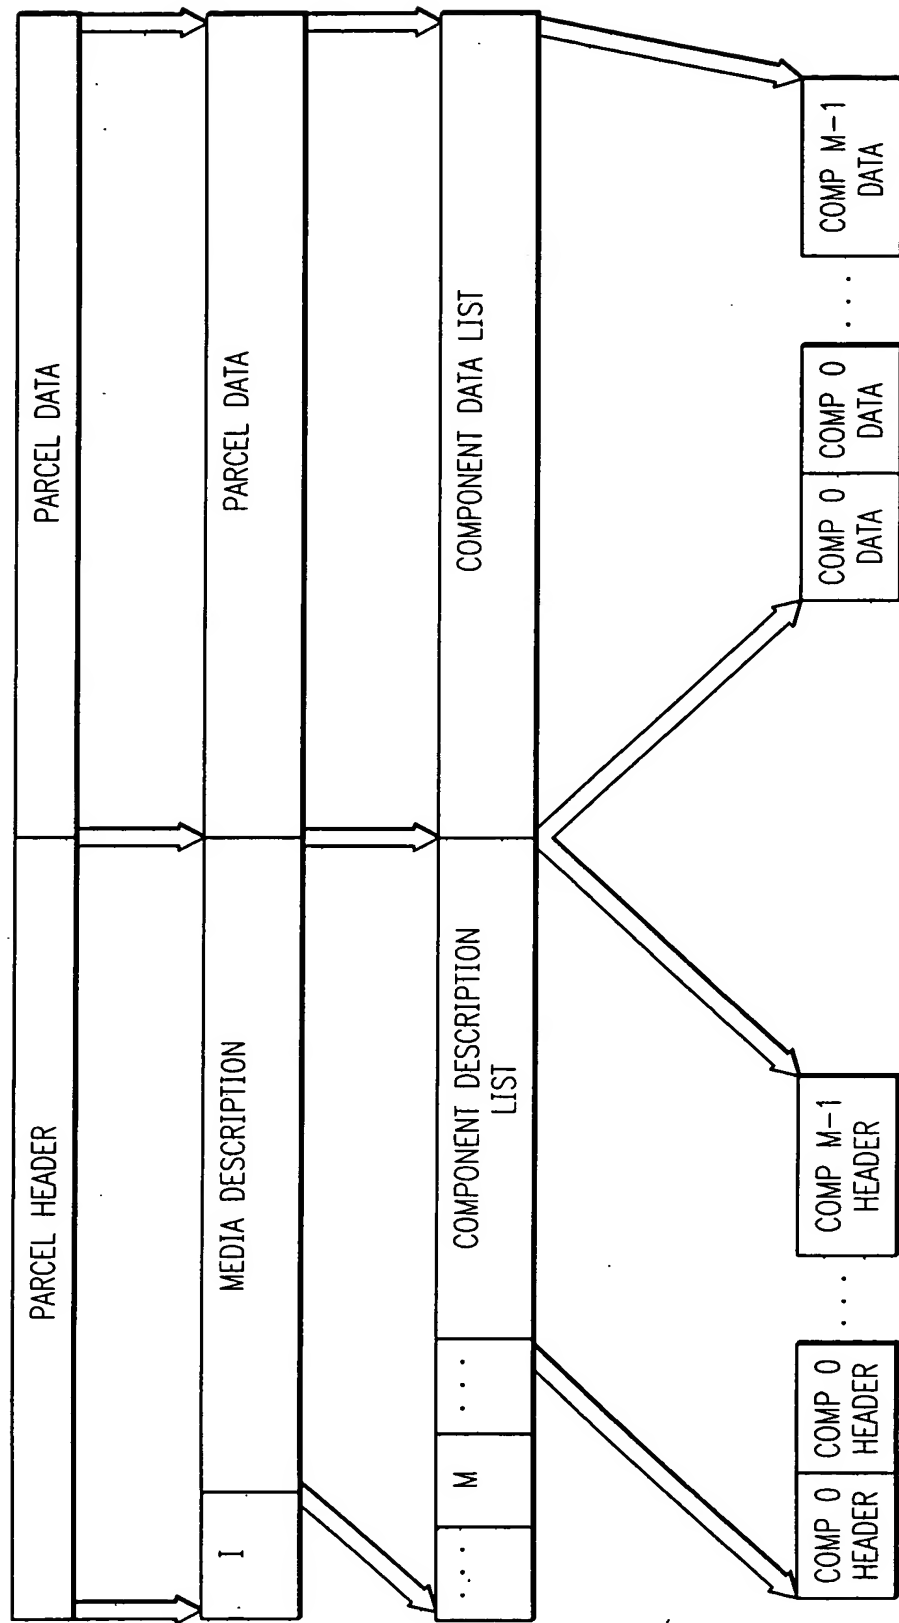 PARCEL HEADER
PARCEL DATA
I
MEDIA DESCRIPTION
PARCEL DATA
...
M
...
COMPONENT DESCRIPTION
LIST
COMPONENT DATA LIST
COMP 0
HEADER
COMP 0
HEADER
....
COMP M-1
HEADER
COMP 0
DATA
COMP 0
DATA
...
COMP M-1
DATA